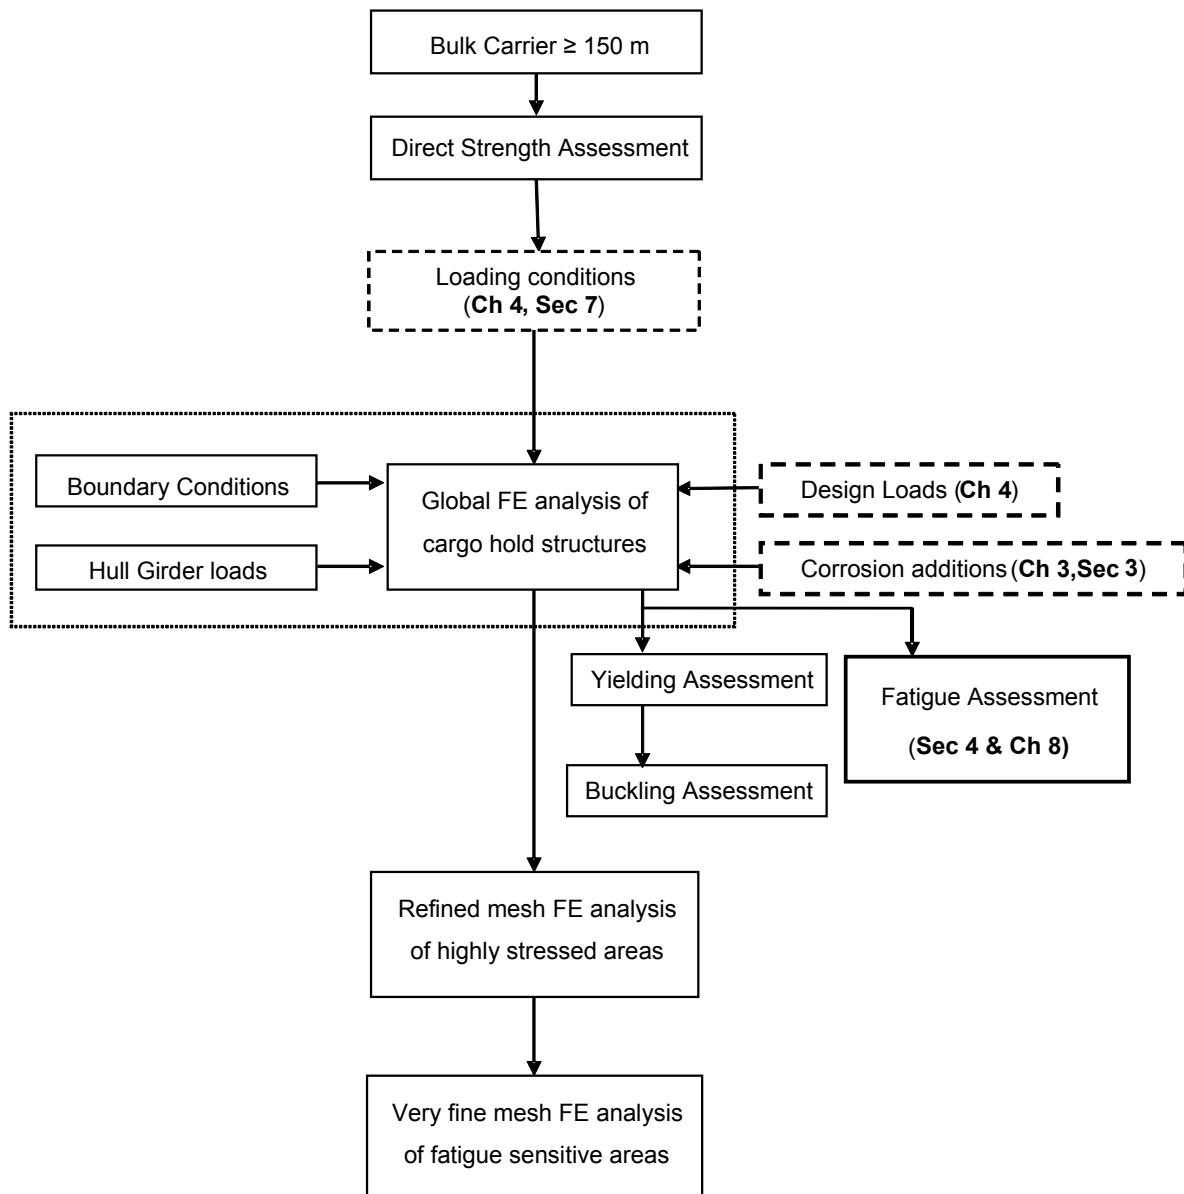 Bulk Carrier ≥ 150 m
Direct Strength Assessment
Loading conditions
(Ch 4, Sec 7)
Boundary Conditions
Hull Girder loads
Global FE analysis of
cargo hold structures
Design Loads (Ch 4)
Corrosion additions (Ch 3,Sec 3)
Yielding Assessment
Buckling Assessment
Fatigue Assessment
(Sec 4 & Ch 8)
Refined mesh FE analysis
of highly stressed areas
Very fine mesh FE analysis
of fatigue sensitive areas